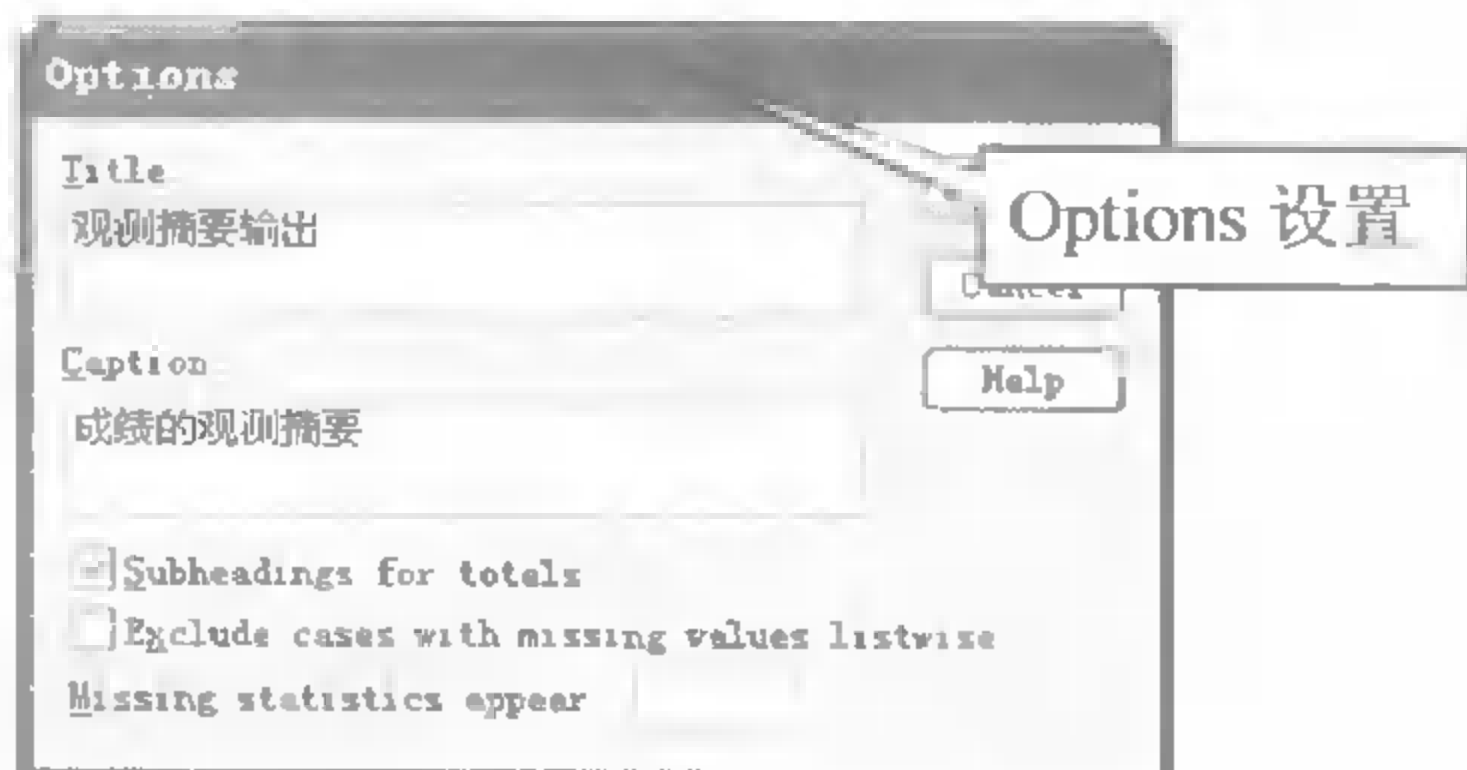 Options
Title
观测摘要输出
Options 设置
Cancel
Caption
Help
成绩的观测摘要
Subheadings for totals
Exclude cases with missing values listwise
Missing statistics appear